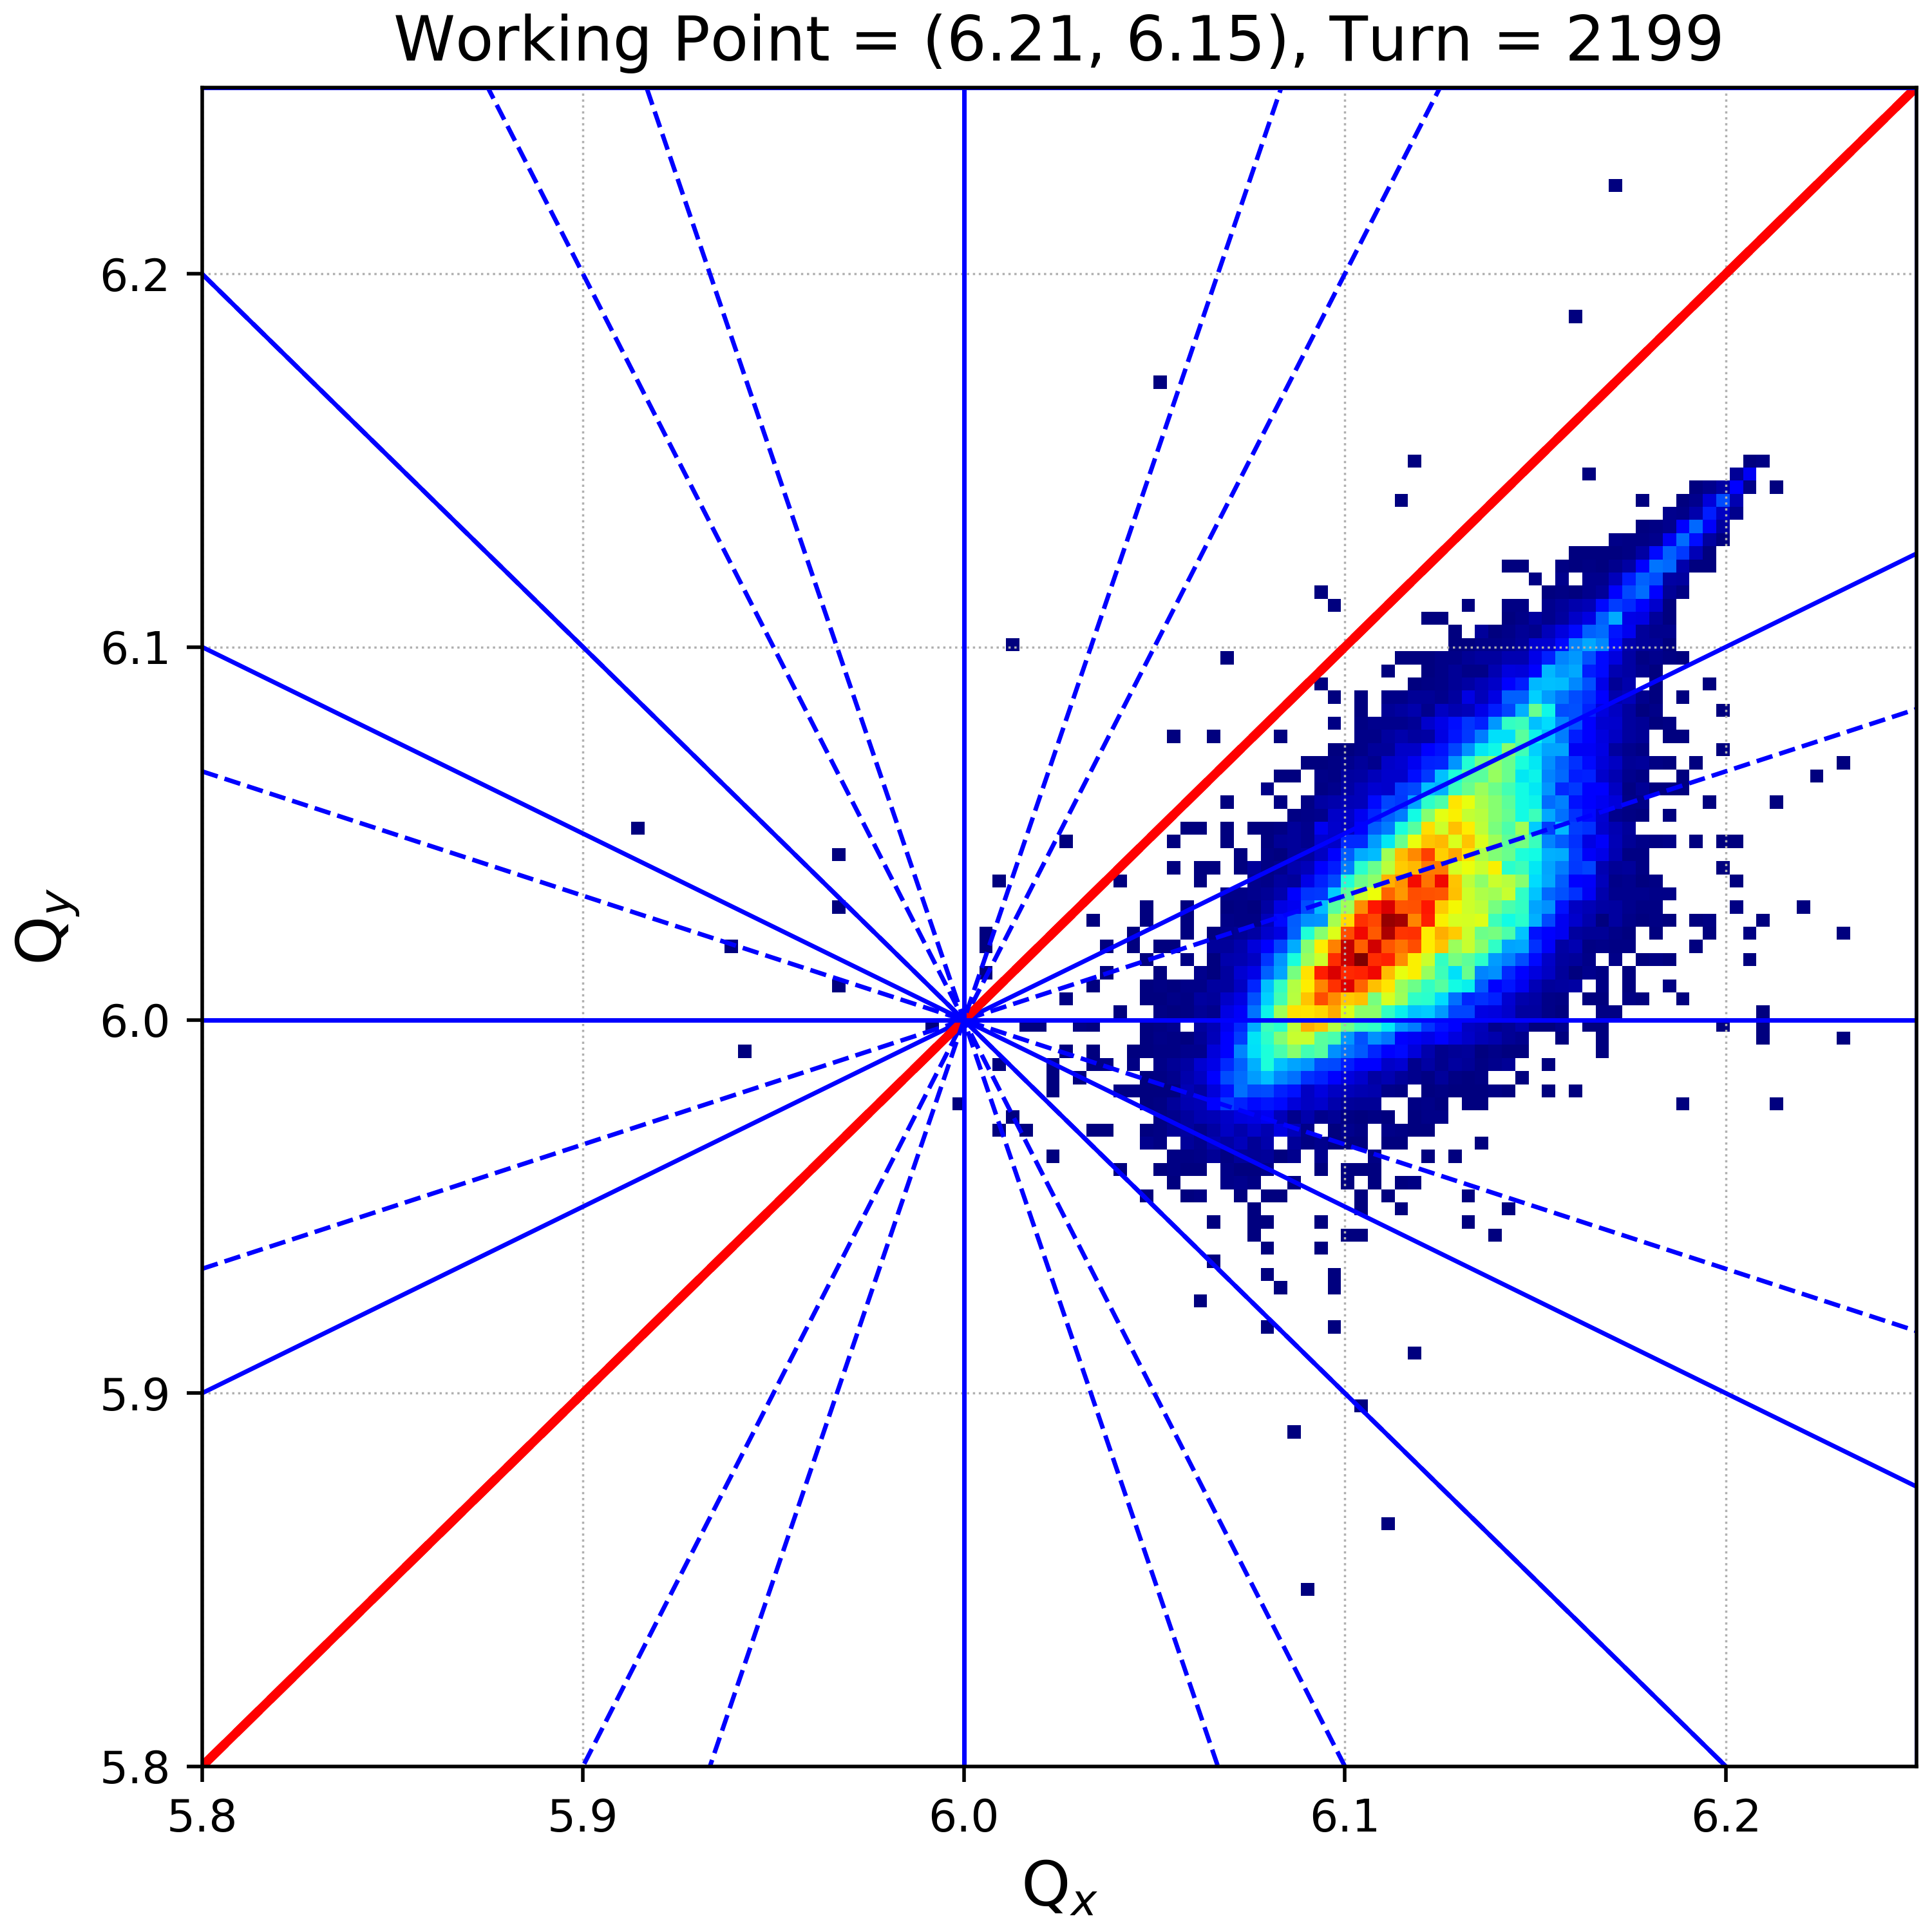 Working Point = (6.21, 6.15), Turn = 2199
6.2
6.1
6.0
5.9
5.8
Qy
5.8 5.9 6.0 6.1 6.2
Qx